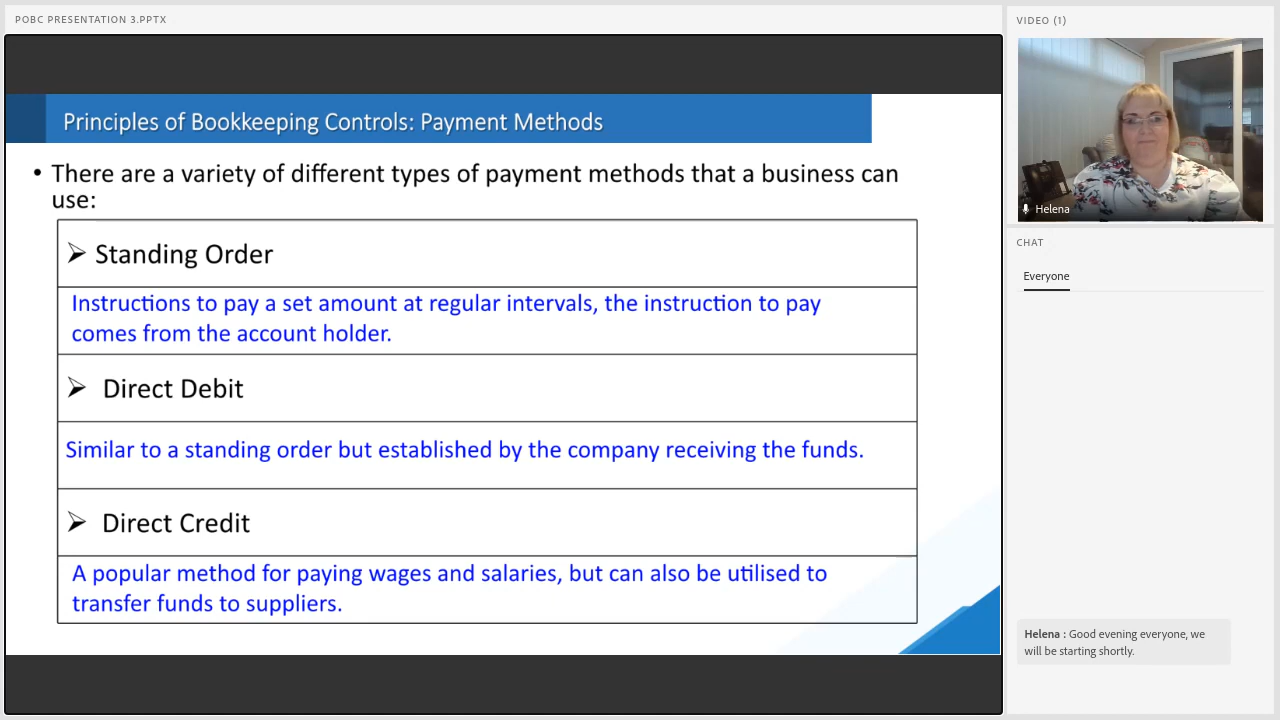 POBC PRESENTATION 3.PPTX
Principles of Bookkeeping Controls: Payment Methods
• There are a variety of different types of payment methods that a business can
use:
➢ Standing Order
Instructions to pay a set amount at regular intervals, the instruction to pay
comes from the account holder.
➢ Direct Debit
Similar to a standing order but established by the company receiving the funds.
➢ Direct Credit
A popular method for paying wages and salaries, but can also be utilised to
transfer funds to suppliers.
VIDEO (1)
Helena
CHAT
Everyone
Helena : Good evening everyone, we
will be starting shortly.